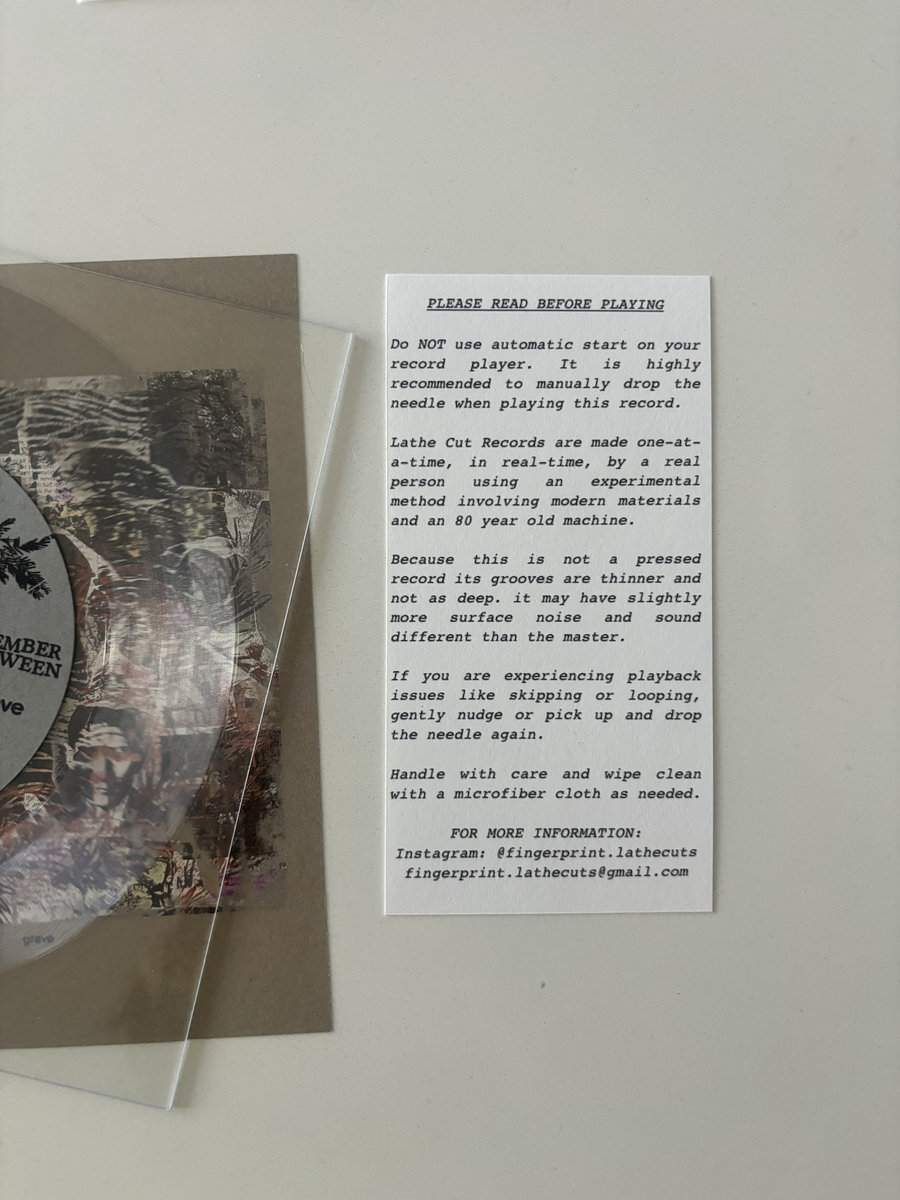 PLEASE READ BEFORE PLAYING
Do NOT use automatic start on your
record player. It is highly
recommended to manually drop the
needle when playing this record.
Lathe Cut Records are made one-at-
a-time, in real-time, by a real
person using an experimental
method involving modern materials
and an 80 year old machine.
Because this is not a pressed
record its grooves are thinner and
not as deep. it may have slightly
more surface noise and sound
different than the master.
If you are experiencing playback
issues like skipping or looping,
gently nudge or pick up and drop
the needle again.
Handle with care and wipe clean
with a microfiber cloth as needed.
FOR MORE INFORMATION:
Instagram: @fingerprint.lathecuts
fingerprint.lathecuts@gmail.com
EMBER
WEEN
ve
grave